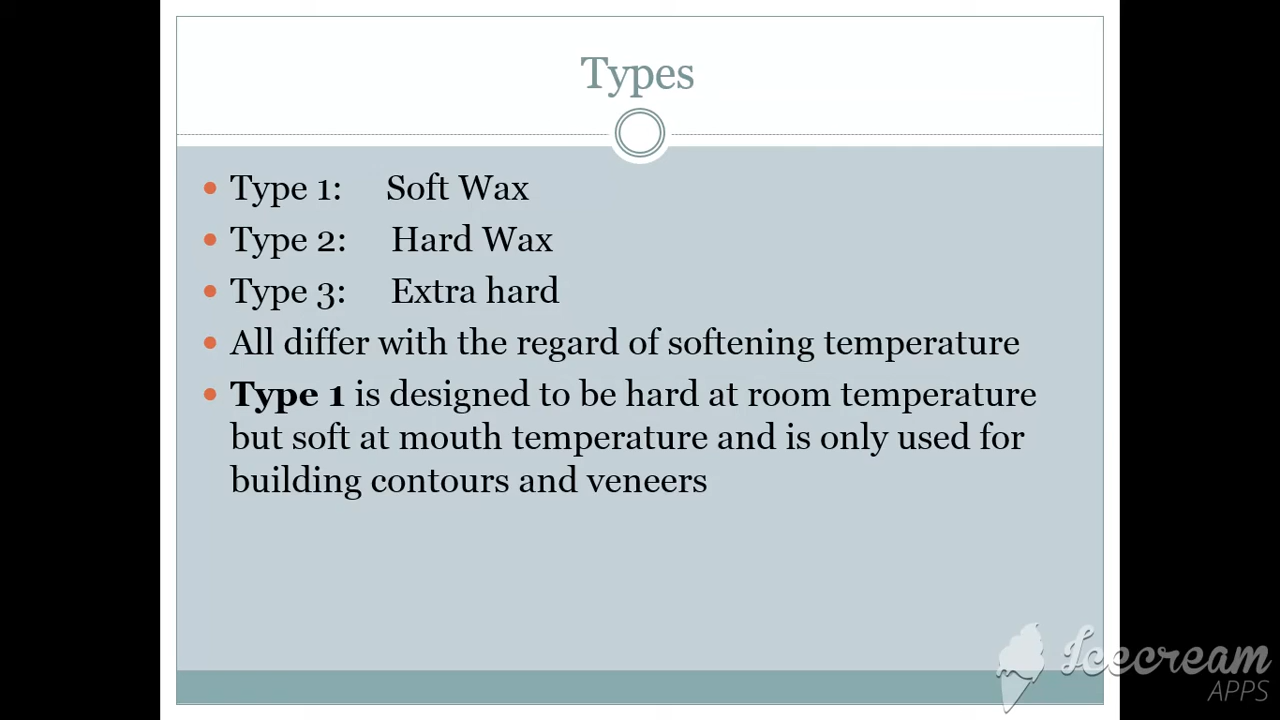 Types
Type 1: Soft Wax
Type 2: Hard Wax
Type 3: Extra hard
All differ with the regard of softening temperature
Type 1 is designed to be hard at room temperature
but soft at mouth temperature and is only used for
building contours and veneers
Icecream
APPS